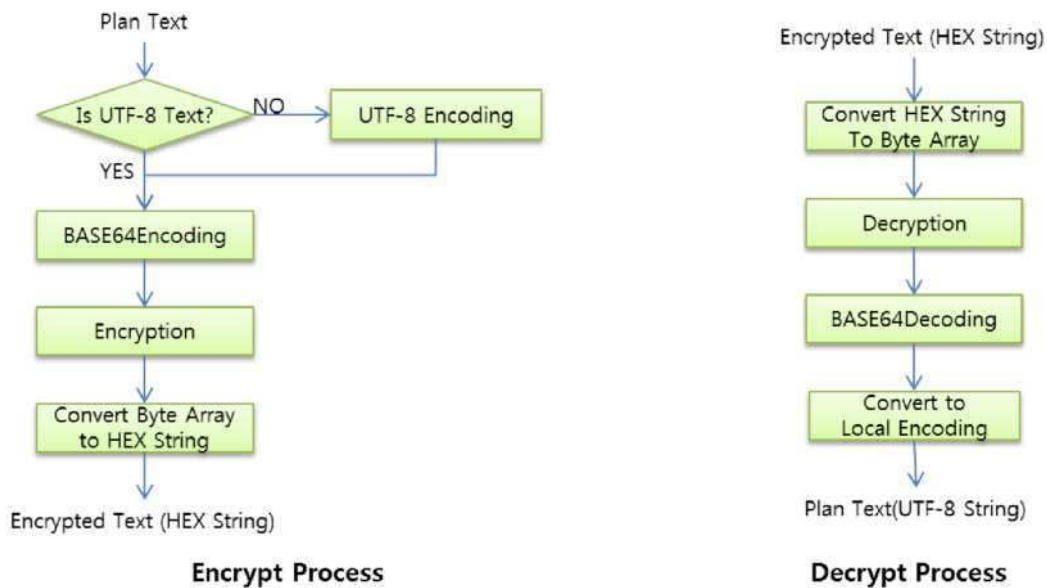 Plan Text
Is UTF-8 Text?
NO
UTF-8 Encoding
YES
BASE64Encoding
Encryption
Convert Byte Array
to HEX String
Encrypted Text (HEX String)
Encrypt Process
Encrypted Text (HEX String)
Convert HEX String
To Byte Array
Decryption
BASE64Decoding
Convert to
Local Encoding
Plan Text(UTF-8 String)
Decrypt Process